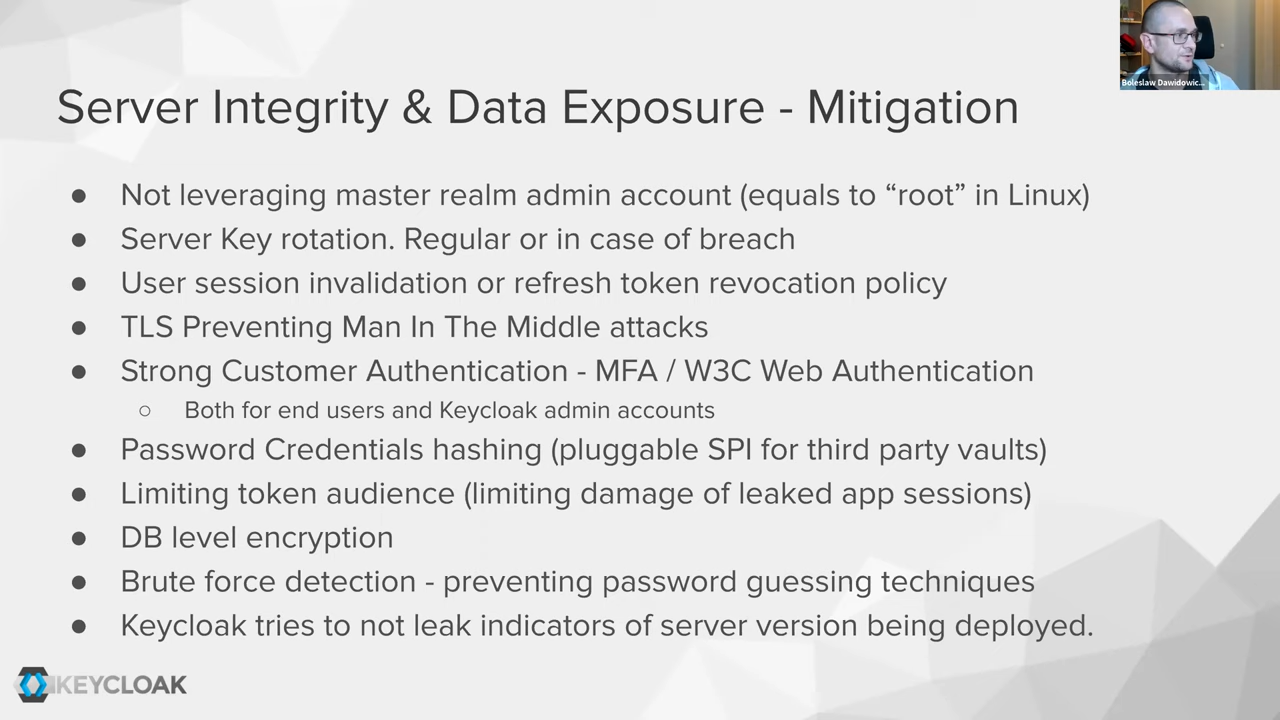 Boleslaw Dawidowic...
Server Integrity & Data Exposure - Mitigation
● Not leveraging master realm admin account (equals to “root” in Linux)
● Server Key rotation. Regular or in case of breach
● User session invalidation or refresh token revocation policy
● TLS Preventing Man In The Middle attacks
● Strong Customer Authentication - MFA / W3C Web Authentication
○ Both for end users and Keycloak admin accounts
● Password Credentials hashing (pluggable SPI for third party vaults)
● Limiting token audience (limiting damage of leaked app sessions)
● DB level encryption
● Brute force detection - preventing password guessing techniques
● Keycloak tries to not leak indicators of server version being deployed.
KEYCLOAK